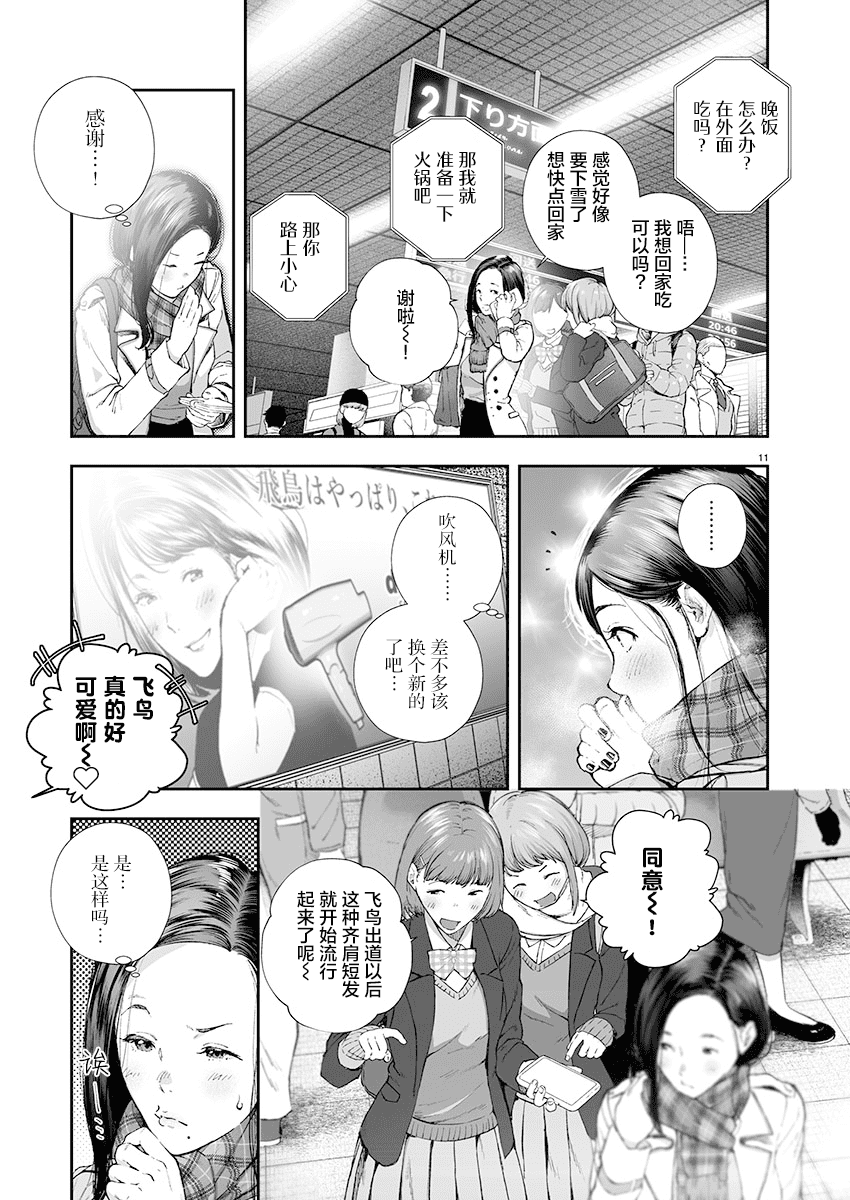 晚饭
怎么办？
在外面
吃吗？
唔——…
我想回家吃
可以吗？
感觉好像
要下雪了
想快点回家
那我就
准备一下
火锅吧
谢啦～！
那你
路上小心
2
下り方面
20:46
感谢…！
11
………
飛鳥はやっぱり、
吹风机……
差不多该
换个新的
了吧…
飞鸟
真的好
可爱啊～♡
同意～！
飞鸟出道以后
这种齐肩短发
就开始流行
起来了呢～
是…
是这样吗…
诶——…